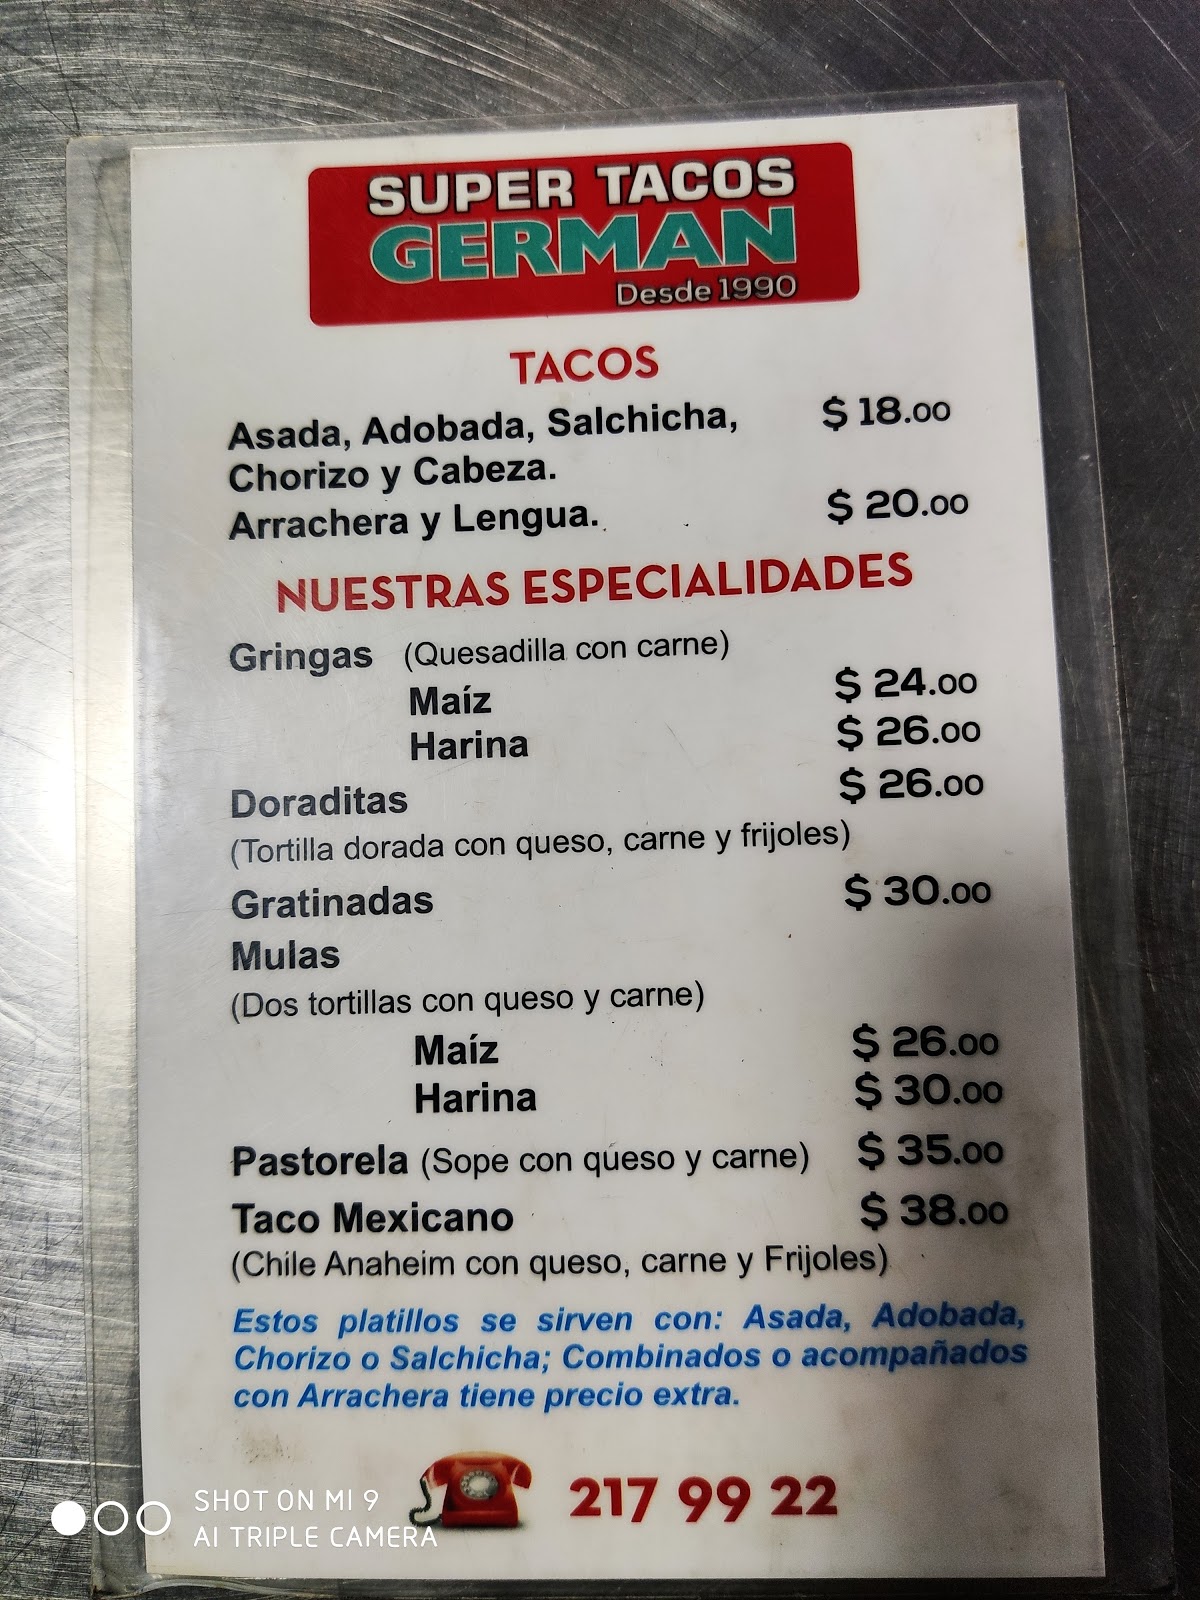 SUPER TACOS
GERMAN
Desde 1990
TACOS
Asada, Adobada, Salchicha, $ 18.00
Chorizo y Cabeza.
Arrachera y Lengua. $ 20.00
NUESTRAS ESPECIALIDADES
Gringas (Quesadilla con carne)
Maíz $ 24.00
Harina $ 26.00
Doraditas $ 26.00
(Tortilla dorada con queso, carne y frijoles)
Gratinadas $ 30.00
Mulas
(Dos tortillas con queso y carne)
Maíz $ 26.00
Harina $ 30.00
Pastorela (Sope con queso y carne) $ 35.00
Taco Mexicano $ 38.00
(Chile Anaheim con queso, carne y Frijoles)
Estos platillos se sirven con: Asada, Adobada,
Chorizo o Salchicha; Combinados o acompañados
con Arrachera tiene precio extra.
217 99 22
SHOT ON MI 9
AI TRIPLE CAMERA